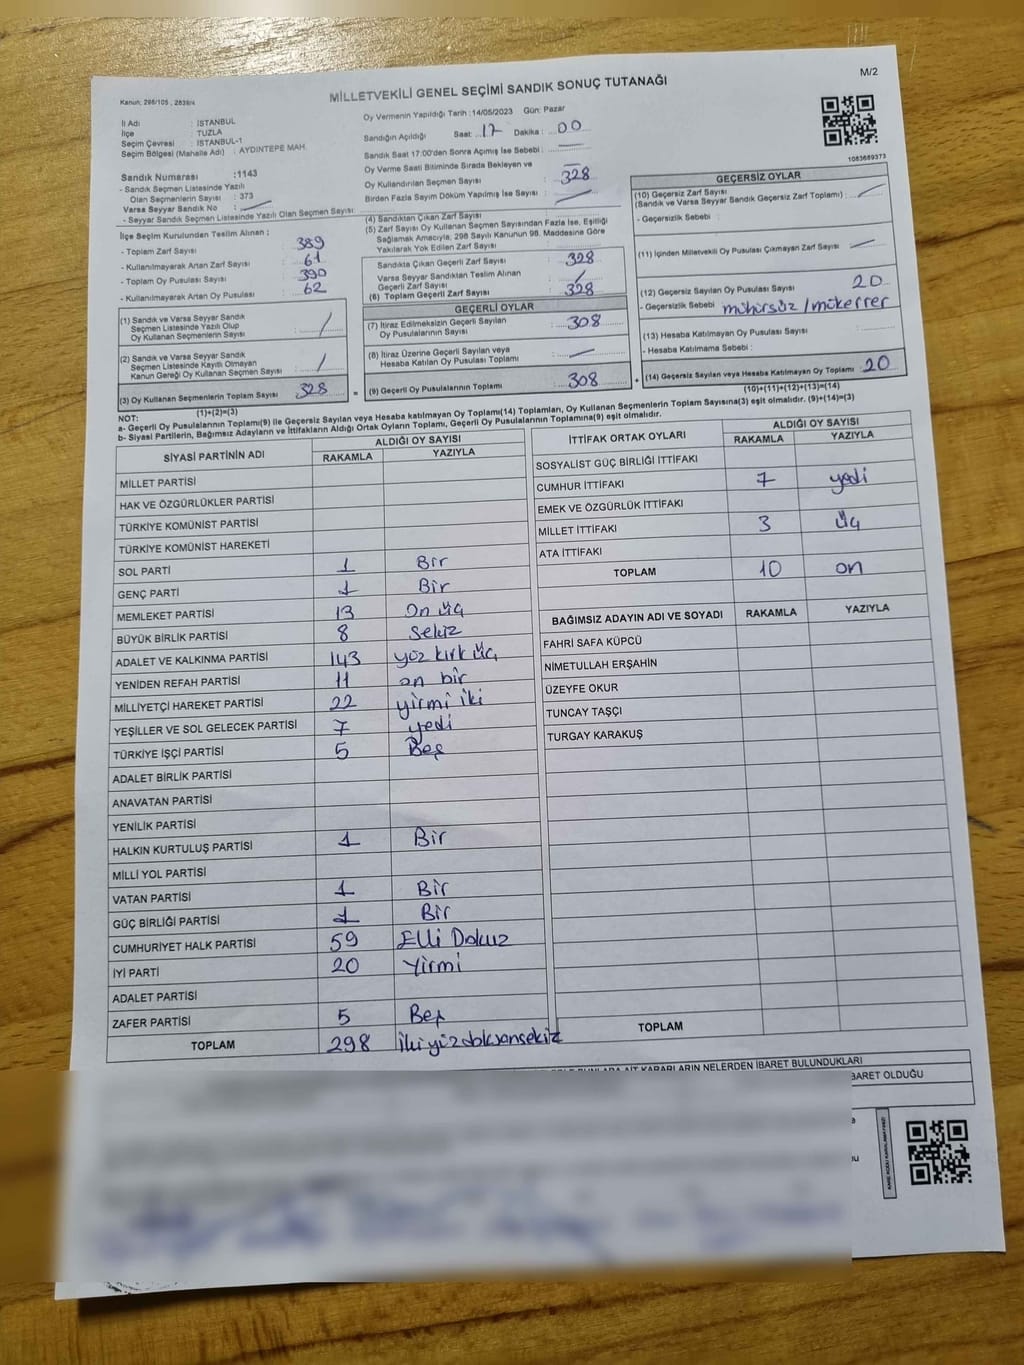 M/2
Kanun: 298/105 , 2839/4
MİLLETVEKİLİ GENEL SEÇİMİ SANDIK SONUÇ TUTANAĞI
1083689373
İl Adı : İSTANBUL
İlçe : TUZLA
Seçim Çevresi : İSTANBUL-1
Seçim Bölgesi (Mahalle Adı) : AYDINTEPE MAH.
Sandık Numarası :1143
- Sandık Seçmen Listesinde Yazılı
Olan Seçmenlerin Sayısı : 373
Varsa Seyyar Sandık No :
- Seyyar Sandık Seçmen Listesinde Yazılı Olan Seçmen Sayısı
İlçe Seçim Kurulundan Teslim Alınan :
- Toplam Zarf Sayısı : 389
- Kullanılmayarak Artan Zarf Sayısı : 61
- Toplam Oy Pusulası Sayısı : 390
- Kullanılmayarak Artan Oy Pusulası : 62
(1) Sandık ve Varsa Seyyar Sandık
Seçmen Listesinde Yazılı Olup
Oy Kullanan Seçmenlerin Sayısı : /
(2) Sandık ve Varsa Seyyar Sandık
Seçmen Listesinde Kayıtlı Olmayan
Kanun Gereği Oy Kullanan Seçmen Sayısı : /
(3) Oy Kullanan Seçmenlerin Toplam Sayısı : 328
(1)+(2)=(3)
Oy Vermenin Yapıldığı Tarih :14/05/2023 Gün: Pazar
Sandığın Açıldığı Saat: 17 Dakika : 00
Sandık Saat 17:00'den Sonra Açılmış İse Sebebi : —
Oy Verme Saati Bitiminde Sırada Bekleyen ve
Oy Kullandırılan Seçmen Sayısı : 328
Birden Fazla Sayım Döküm Yapılmış İse Sayısı :
(4) Sandıktan Çıkan Zarf Sayısı
(5) Zarf Sayısı Oy Kullanan Seçmen Sayısından Fazla İse, Eşitliği
Sağlamak Amacıyla, 298 Sayılı Kanunun 98. Maddesine Göre
Yakılarak Yok Edilen Zarf Sayısı
Sandıkta Çıkan Geçerli Zarf Sayısı : 328
Varsa Seyyar Sandıktan Teslim Alınan
Geçerli Zarf Sayısı : /
(6) Toplam Geçerli Zarf Sayısı : 328
GEÇERLİ OYLAR
(7) İtiraz Edilmeksizin Geçerli Sayılan
Oy Pusulalarının Sayısı : 308
(8) İtiraz Üzerine Geçerli Sayılan veya
Hesaba Katılan Oy Pusulası Toplamı : —
= (9) Geçerli Oy Pusulalarının Toplamı : 308
GEÇERSİZ OYLAR
(10) Geçersiz Zarf Sayısı
(Sandık ve Varsa Seyyar Sandık Geçersiz Zarf Toplamı) :
- Geçersizlik Sebebi :
(11) İçinden Milletvekili Oy Pusulası Çıkmayan Zarf Sayısı :
(12) Geçersiz Sayılan Oy Pusulası Sayısı : 20
- Geçersizlik Sebebi : mühürsüz/mükerrer
(13) Hesaba Katılmayan Oy Pusulası Sayısı :
- Hesaba Katılmama Sebebi :
+ (14) Geçersiz Sayılan veya Hesaba Katılmayan Oy Pusulası Toplamı : 20
(10)+(11)+(12)+(13)=(14)
NOT:
a- Geçerli Oy Pusulasının Toplamı(9) ile Geçersiz Sayılan veya Hesaba katılmayan Oy Toplamı(14) Toplamları, Oy Kullanan Seçmenlerin Toplam Sayısına(3) eşit olmalıdır. (9)+(14)=(3)
b- Siyasi Partilerin, Bağımsız Adayların ve İttifakların Aldığı Ortak Oyların Toplamı, Geçerli Oy Pusulalarının Toplamına(9) eşit olmalıdır.
SİYASİ PARTİNİN ADI ALDIĞI OY SAYISI
RAKAMLA YAZIYLA
MİLLET PARTİSİ
HAK VE ÖZGÜRLÜKLER PARTİSİ
TÜRKİYE KOMÜNİST PARTİSİ
TÜRKİYE KOMÜNİST HAREKETİ
SOL PARTİ 1 Bir
GENÇ PARTİ 1 Bir
MEMLEKET PARTİSİ 13 On üç
BÜYÜK BİRLİK PARTİSİ 8 Sekiz
ADALET VE KALKINMA PARTİSİ 143 yüz kırk üç
YENİDEN REFAH PARTİSİ 11 on bir
MİLLİYETÇİ HAREKET PARTİSİ 22 yirmi iki
YEŞİLLER VE SOL GELECEK PARTİSİ 7 yedi
TÜRKİYE İŞÇİ PARTİSİ 5 Beş
ADALET BİRLİK PARTİSİ
ANAVATAN PARTİSİ
YENİLİK PARTİSİ
HALKIN KURTULUŞ PARTİSİ 1 Bir
MİLLİ YOL PARTİSİ
VATAN PARTİSİ 1 Bir
GÜÇ BİRLİĞİ PARTİSİ 1 Bir
CUMHURİYET HALK PARTİSİ 59 Elli Dokuz
İYİ PARTİ 20 Yirmi
ADALET PARTİSİ
ZAFER PARTİSİ 5 Beş
TOPLAM 298 İkiyüzdoksansekiz
İTTİFAK ORTAK OYLARI ALDIĞI OY SAYISI
RAKAMLA YAZIYLA
SOSYALİST GÜÇ BİRLİĞİ İTTİFAKI
CUMHUR İTTİFAKI 7 yedi
EMEK VE ÖZGÜRLÜK İTTİFAKI
MİLLET İTTİFAKI 3 üç
ATA İTTİFAKI
TOPLAM 10 on
BAĞIMSIZ ADAYIN ADI VE SOYADI RAKAMLA YAZIYLA
FAHRİ SAFA KÜPCÜ
NİMETULLAH ERŞAHİN
ÜZEYFE OKUR
TUNCAY TAŞÇI
TURGAY KARAKUŞ
TOPLAM
AİT KARARLARIN NELERDEN İBARET BULUNDUKLARI
BARET OLDUĞU